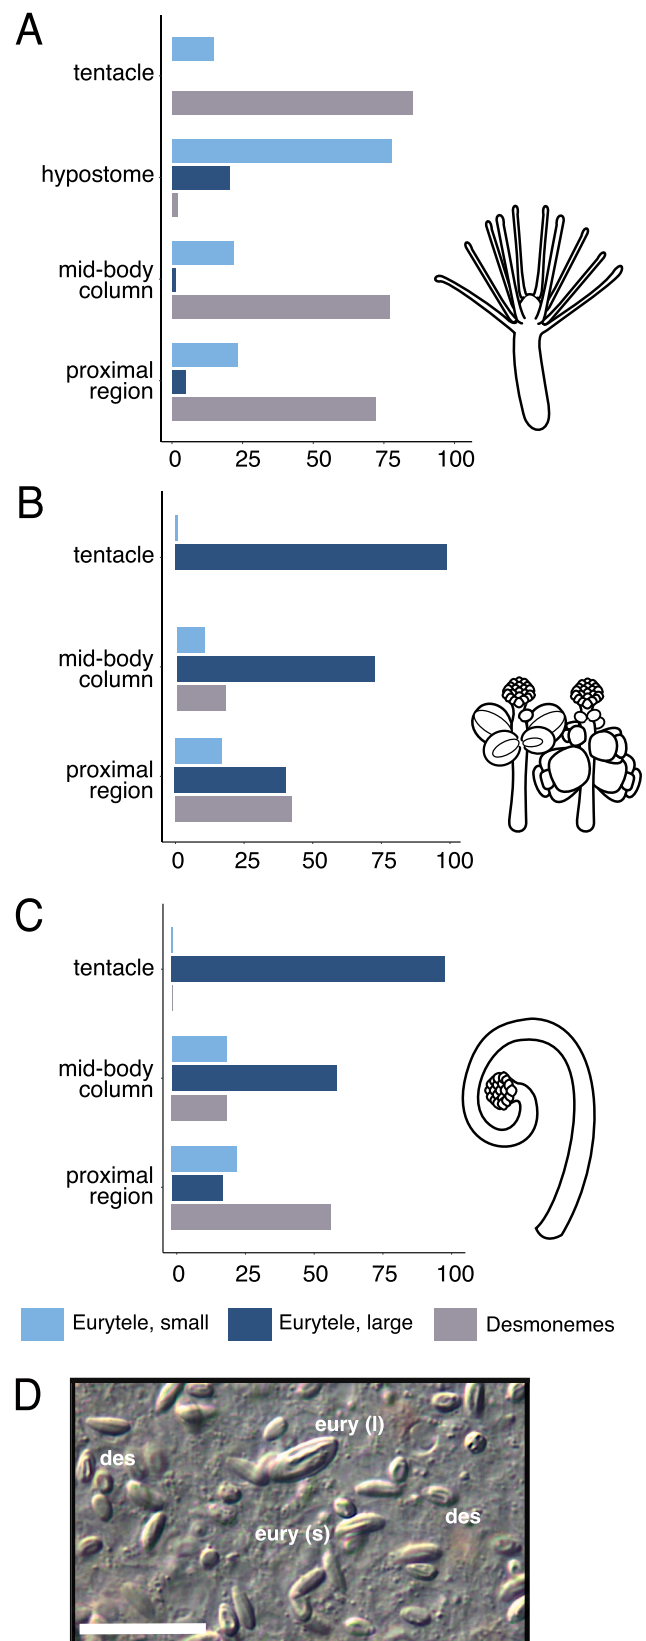 A
tentacle
hypostome
mid-body
column
proximal
region
0 25 50 75 100
B
tentacle
mid-body
column
proximal
region
0 25 50 75 100
C
tentacle
mid-body
column
proximal
region
0 25 50 75 100
Eurytele, small Eurytele, large Desmonemes
D
eury (l)
des
des
eury (s)